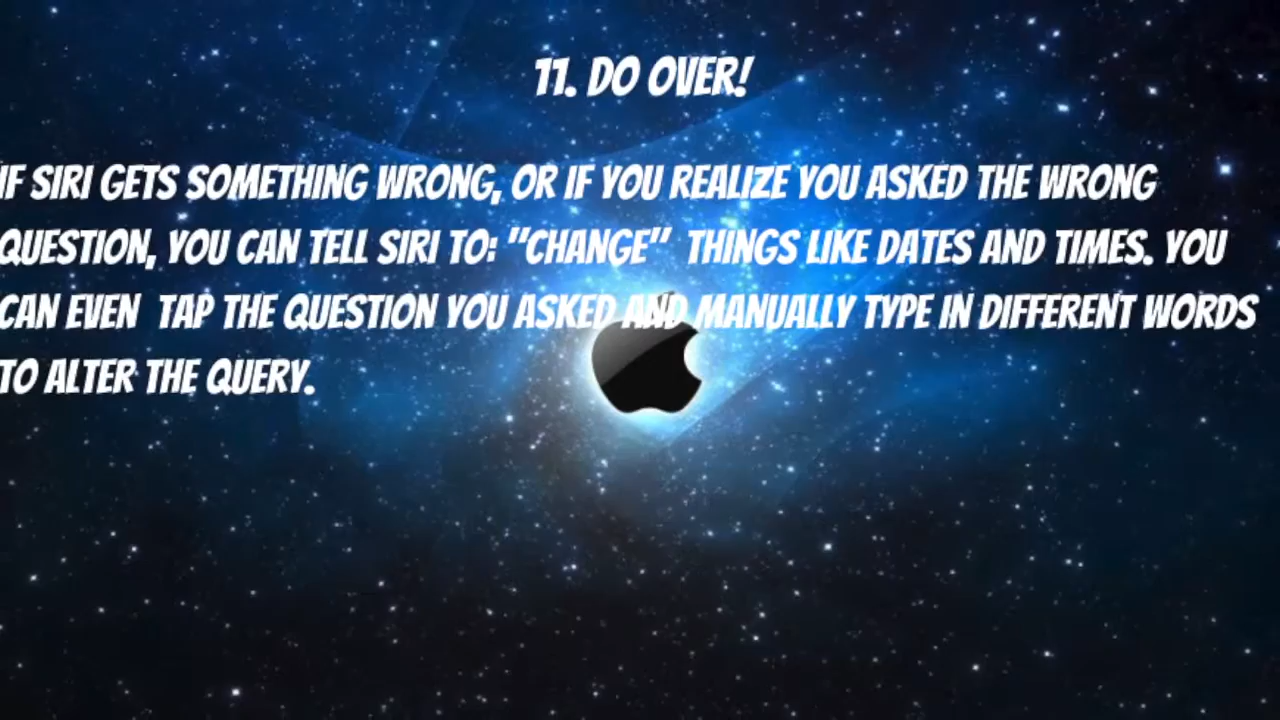 11. DO OVER!
IF SIRI GETS SOMETHING WRONG, OR IF YOU REALIZE YOU ASKED THE WRONG
QUESTION, YOU CAN TELL SIRI TO: "CHANGE" THINGS LIKE DATES AND TIMES. YOU
CAN EVEN TAP THE QUESTION YOU ASKED AND MANUALLY TYPE IN DIFFERENT WORDS
TO ALTER THE QUERY.